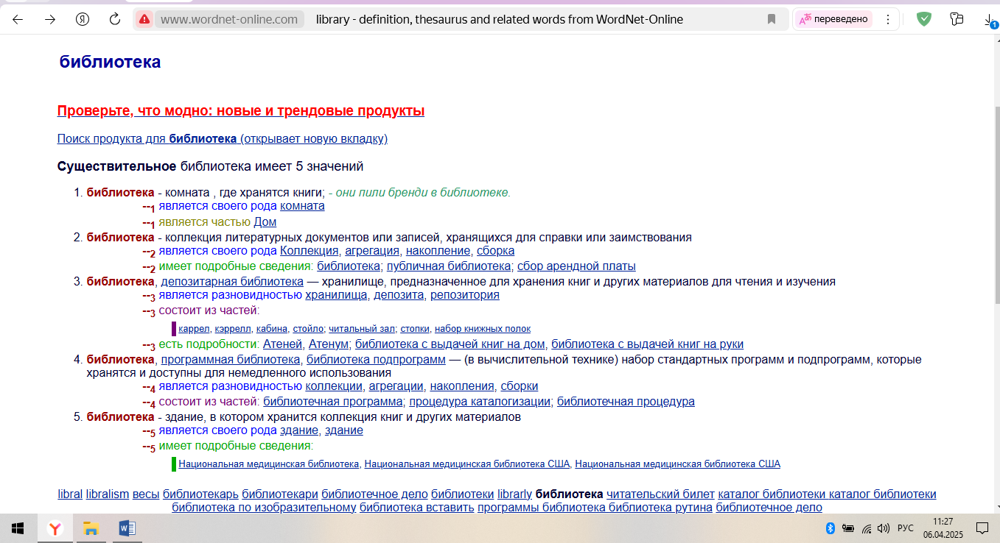 www.wordnet-online.com library - definition, thesaurus and related words from WordNet-Online переведено
1
библиотека
Проверьте, что модно: новые и трендовые продукты
Поиск продукта для библиотека (открывает новую вкладку)
Существительное библиотека имеет 5 значений
1. библиотека - комната , где хранятся книги; - они пили бренди в библиотеке.
--1 является своего рода комната
--1 является частью Дом
2. библиотека - коллекция литературных документов или записей, хранящихся для справки или заимствования
--2 является своего рода Коллекция, агрегация, накопление, сборка
--2 имеет подробные сведения: библиотека; публичная библиотека; сбор арендной платы
3. библиотека, депозитарная библиотека — хранилище, предназначенное для хранения книг и других материалов для чтения и изучения
--3 является разновидностью хранилища, депозита, репозитория
--3 состоит из частей:
каррел, кэррелл, кабина, стойло; читальный зал; стопки, набор книжных полок
--3 есть подробности: Атеней, Атенум; библиотека с выдачей книг на дом, библиотека с выдачей книг на руки
4. библиотека, программная библиотека, библиотека подпрограмм — (в вычислительной технике) набор стандартных программ и подпрограмм, которые
хранятся и доступны для немедленного использования
--4 является разновидностью коллекции, агрегации, накопления, сборки
--4 состоит из частей: библиотечная программа; процедура каталогизации; библиотечная процедура
5. библиотека - здание, в котором хранится коллекция книг и других материалов
--5 является своего рода здание, здание
--5 имеет подробные сведения:
Национальная медицинская библиотека, Национальная медицинская библиотека США, Национальная медицинская библиотека США
libral libralism весы библиотекарь библиотекари библиотечное дело библиотеки librarly библиотека читательский билет каталог библиотеки каталог библиотеки
библиотека по изобразительному библиотека вставить программы библиотека библиотека рутина библиотечное дело
РУС 11:27
06.04.2025